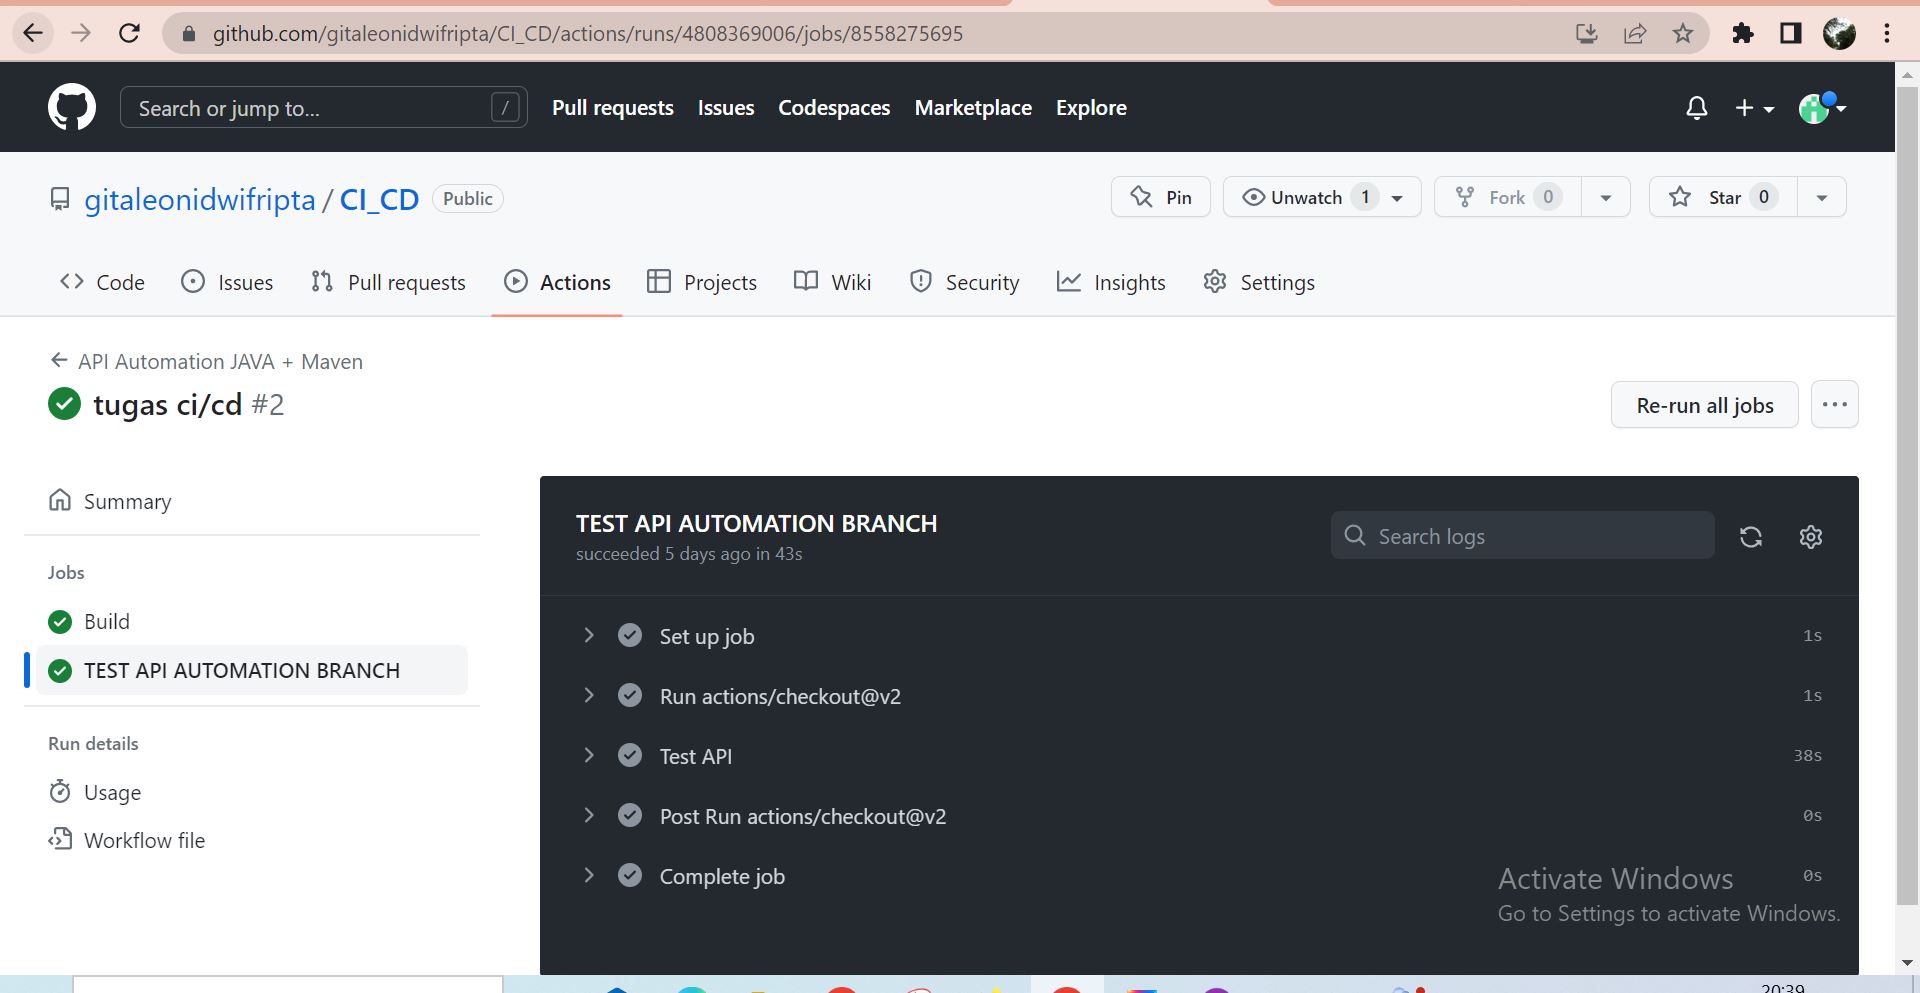 github.com/gitaleonidwifripta/CI_CD/actions/runs/4808369006/jobs/8558275695
Search or jump to... /
Pull requests Issues Codespaces Marketplace Explore
gitaleonidwifripta / CI_CD Public
Pin Unwatch 1 Fork 0 Star 0
Code Issues Pull requests Actions Projects Wiki Security Insights Settings
API Automation JAVA + Maven
tugas ci/cd #2
Re-run all jobs
Summary
Jobs
Build
TEST API AUTOMATION BRANCH
Run details
Usage
Workflow file
TEST API AUTOMATION BRANCH
succeeded 5 days ago in 43s
Search logs
Set up job 1s
Run actions/checkout@v2 1s
Test API 38s
Post Run actions/checkout@v2 0s
Complete job 0s
Activate Windows
Go to Settings to activate Windows.
20:39